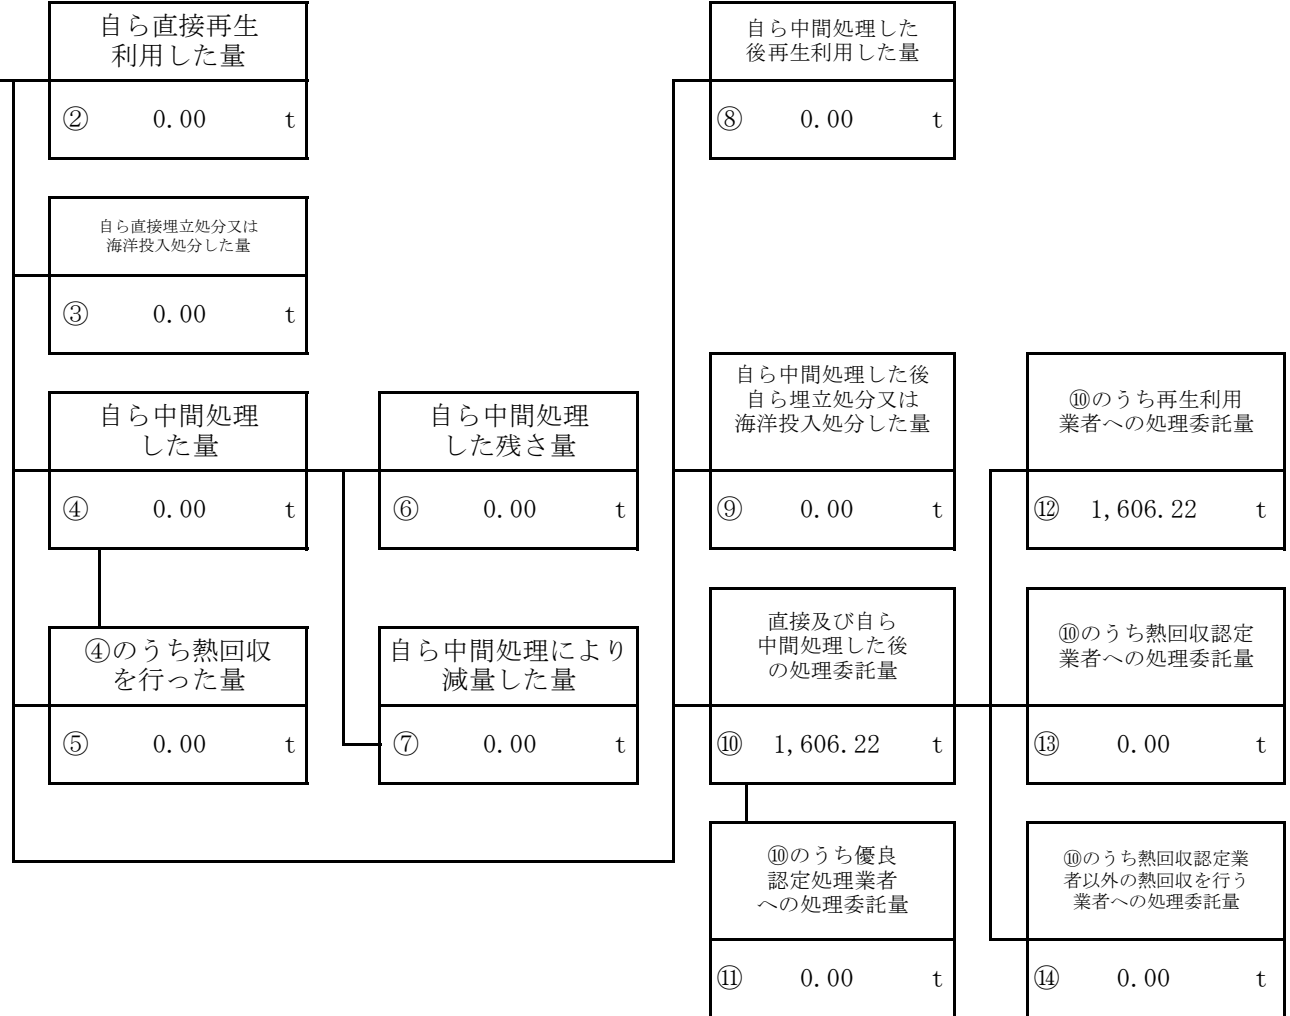 自ら直接再生
利用した量
② 0.00 t
自ら直接埋立処分又は
海洋投入処分した量
③ 0.00 t
自ら中間処理
した量
④ 0.00 t
④のうち熱回収
を行った量
⑤ 0.00 t
自ら中間処理
した残さ量
⑥ 0.00 t
自ら中間処理により
減量した量
⑦ 0.00 t
自ら中間処理した
後再生利用した量
⑧ 0.00 t
自ら中間処理した後
自ら埋立処分又は
海洋投入処分した量
⑨ 0.00 t
直接及び自ら
中間処理した後
の処理委託量
⑩ 1,606.22 t
⑩のうち優良
認定処理業者
への処理委託量
⑪ 0.00 t
⑩のうち再生利用
業者への処理委託量
⑫ 1,606.22 t
⑩のうち熱回収認定
業者への処理委託量
⑬ 0.00 t
⑩のうち熱回収認定業
者以外の熱回収を行う
業者への処理委託量
⑭ 0.00 t